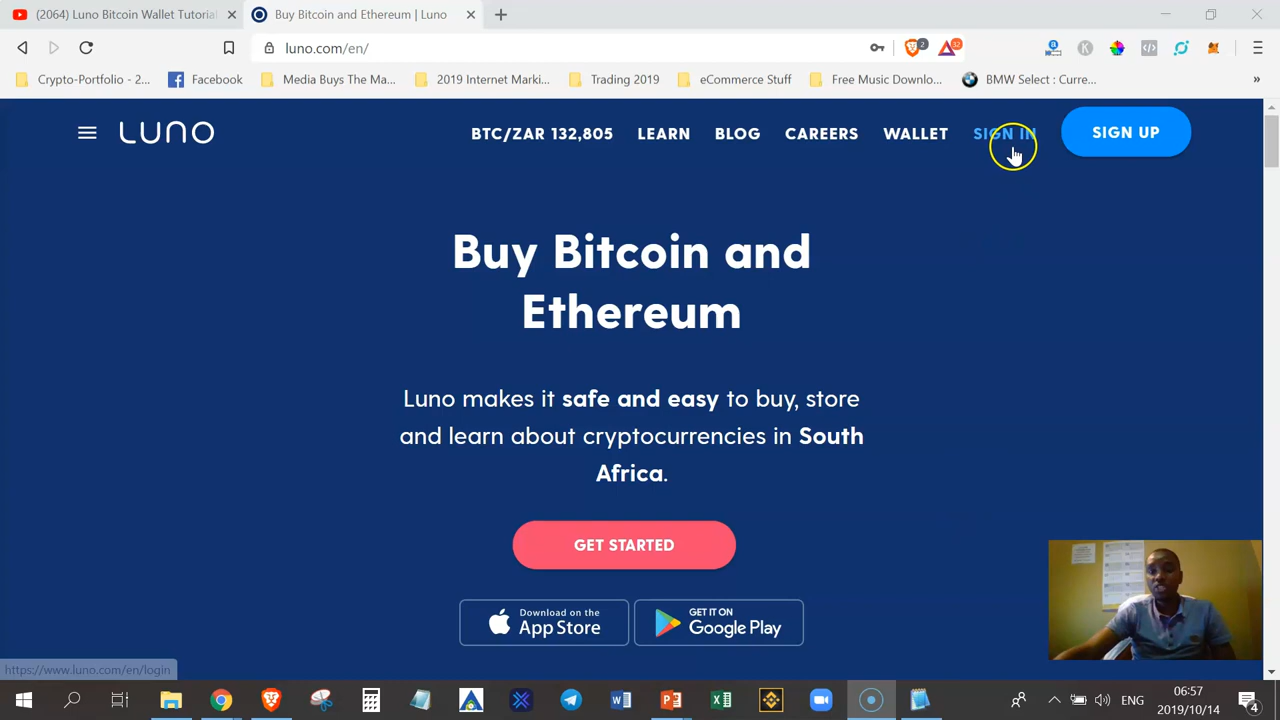 (2064) Luno Bitcoin Wallet Tutorial
Buy Bitcoin and Ethereum | Luno
luno.com/en/
2
32
Crypto-Portfolio - 2...
Facebook
Media Buys The Ma...
2019 Internet Marki...
Trading 2019
eCommerce Stuff
Free Music Downlo...
BMW Select : Curre...
»
LUNO
BTC/ZAR 132,805
LEARN
BLOG
CAREERS
WALLET
SIGN IN
SIGN UP
Buy Bitcoin and
Ethereum
Luno makes it safe and easy to buy, store
and learn about cryptocurrencies in South
Africa.
GET STARTED
Download on the
App Store
GET IT ON
Google Play
https://www.luno.com/en/login
ENG
06:57
2019/10/14
4